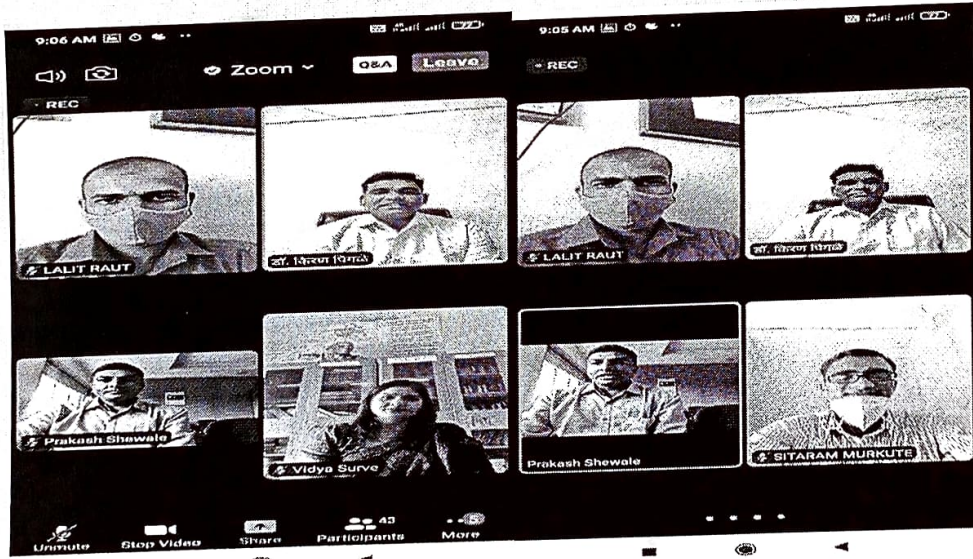 9:06 AM
Zoom
Q&A
Leave
REC
LALIT RAUT
डॉ. किरण पिंगळे
Prakash Shewale
Vidya Surve
Unmute
Stop Video
Share
43
Participants
5
More
9:05 AM
REC
LALIT RAUT
डॉ. किरण पिंगळे
Prakash Shewale
SITARAM MURKUTE